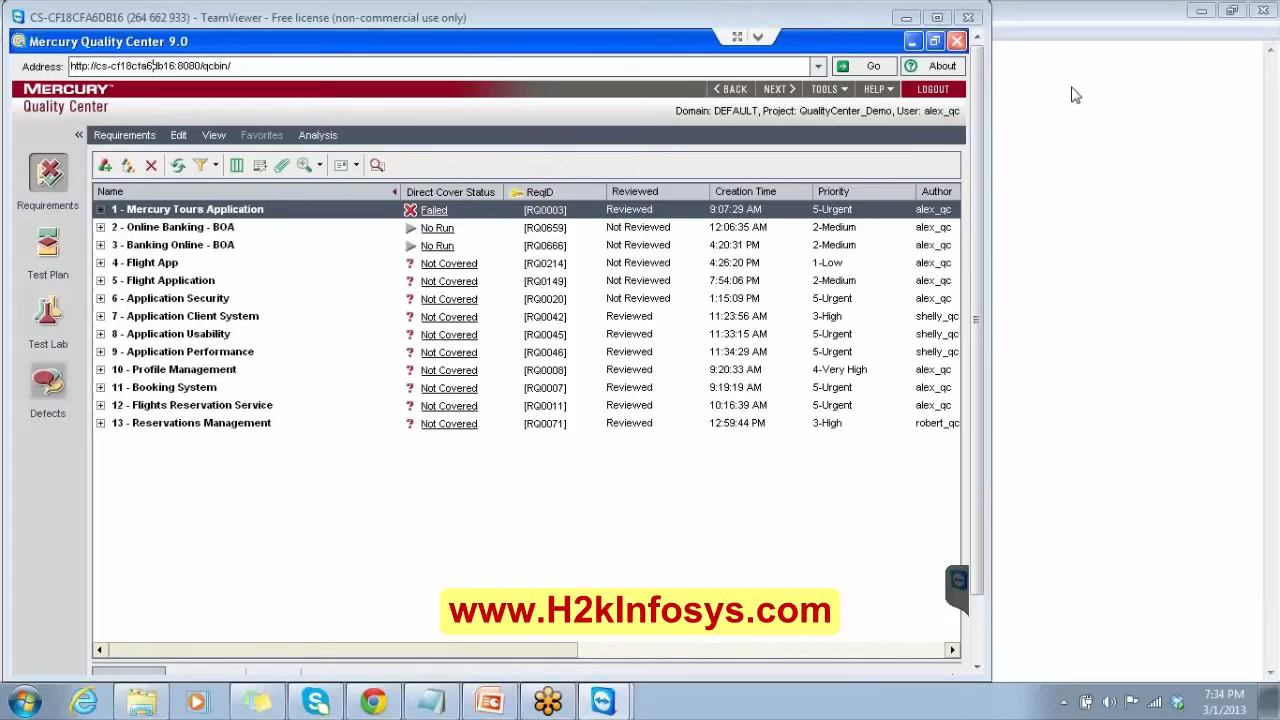 CS-CF18CFA6DB16 (264 662 933) - TeamViewer - Free license (non-commercial use only)
Mercury Quality Center 9.0
Address: http://cs-cf18cfa6db16:8080/qcbin/ Go About
MERCURY BACK NEXT TOOLS HELP LOGOUT
Quality Center
Domain: DEFAULT, Project: QualityCenter_Demo, User: alex_qc
Requirements Edit View Favorites Analysis
Name Direct Cover Status ReqID Reviewed Creation Time Priority Author
1 - Mercury Tours Application Failed [RQ0003] Reviewed 9:07:29 AM 5-Urgent alex_qc
2 - Online Banking - BOA No Run [RQ0659] Not Reviewed 12:06:35 AM 2-Medium alex_qc
3 - Banking Online - BOA No Run [RQ0666] Not Reviewed 4:20:31 PM 2-Medium alex_qc
4 - Flight App Not Covered [RQ0214] Not Reviewed 4:26:20 PM 1-Low alex_qc
5 - Flight Application Not Covered [RQ0149] Not Reviewed 7:54:06 PM 2-Medium alex_qc
6 - Application Security Not Covered [RQ0020] Not Reviewed 1:15:09 PM 5-Urgent alex_qc
7 - Application Client System Not Covered [RQ0042] Reviewed 11:23:56 AM 3-High shelly_qc
8 - Application Usability Not Covered [RQ0045] Reviewed 11:33:15 AM 5-Urgent shelly_qc
9 - Application Performance Not Covered [RQ0046] Reviewed 11:34:29 AM 5-Urgent shelly_qc
10 - Profile Management Not Covered [RQ0008] Reviewed 9:20:33 AM 4-Very High alex_qc
11 - Booking System Not Covered [RQ0007] Reviewed 9:19:19 AM 5-Urgent alex_qc
12 - Flights Reservation Service Not Covered [RQ0011] Reviewed 10:16:39 AM 5-Urgent alex_qc
13 - Reservations Management Not Covered [RQ0071] Reviewed 12:59:44 PM 3-High robert_qc
Requirements
Test Plan
Test Lab
Defects
www.H2kInfosys.com
7:34 PM
3/1/2013